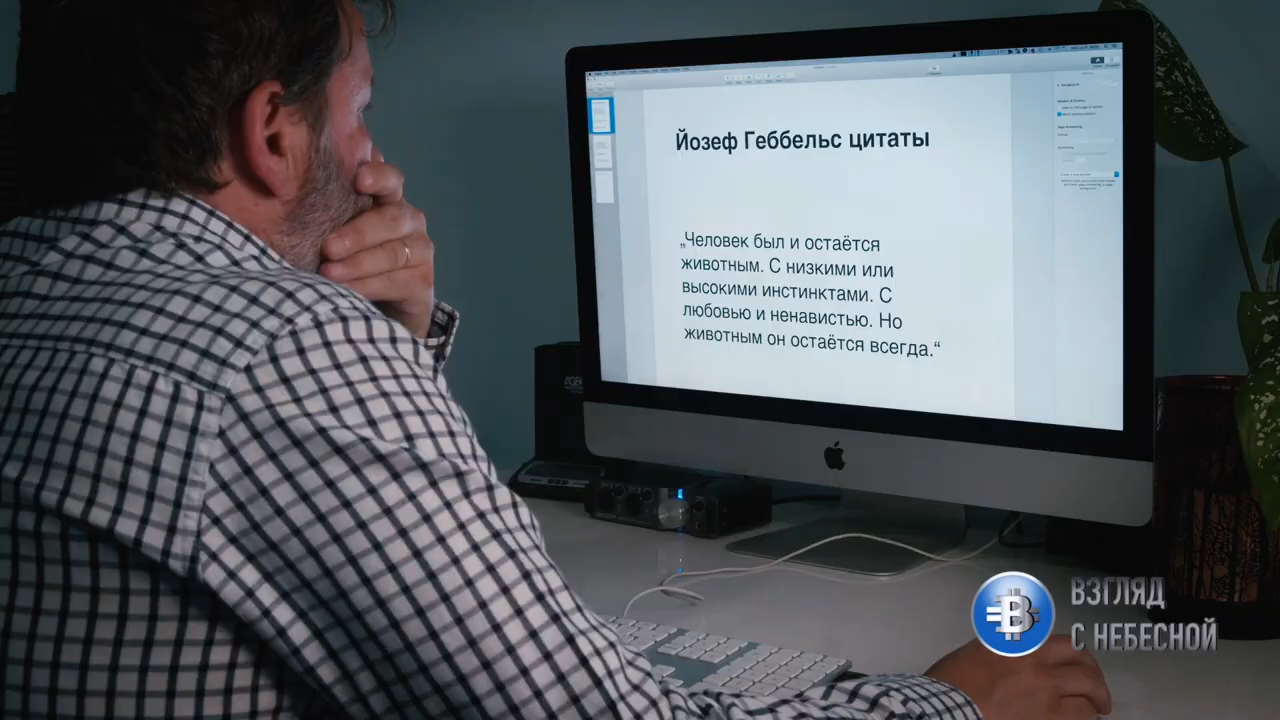 Йозеф Геббельс цитаты
„Человек был и остаётся
животным. С низкими или
высокими инстинктами. С
любовью и ненавистью. Но
животным он остаётся всегда.“
ВЗГЛЯД
С НЕБЕСНОЙ